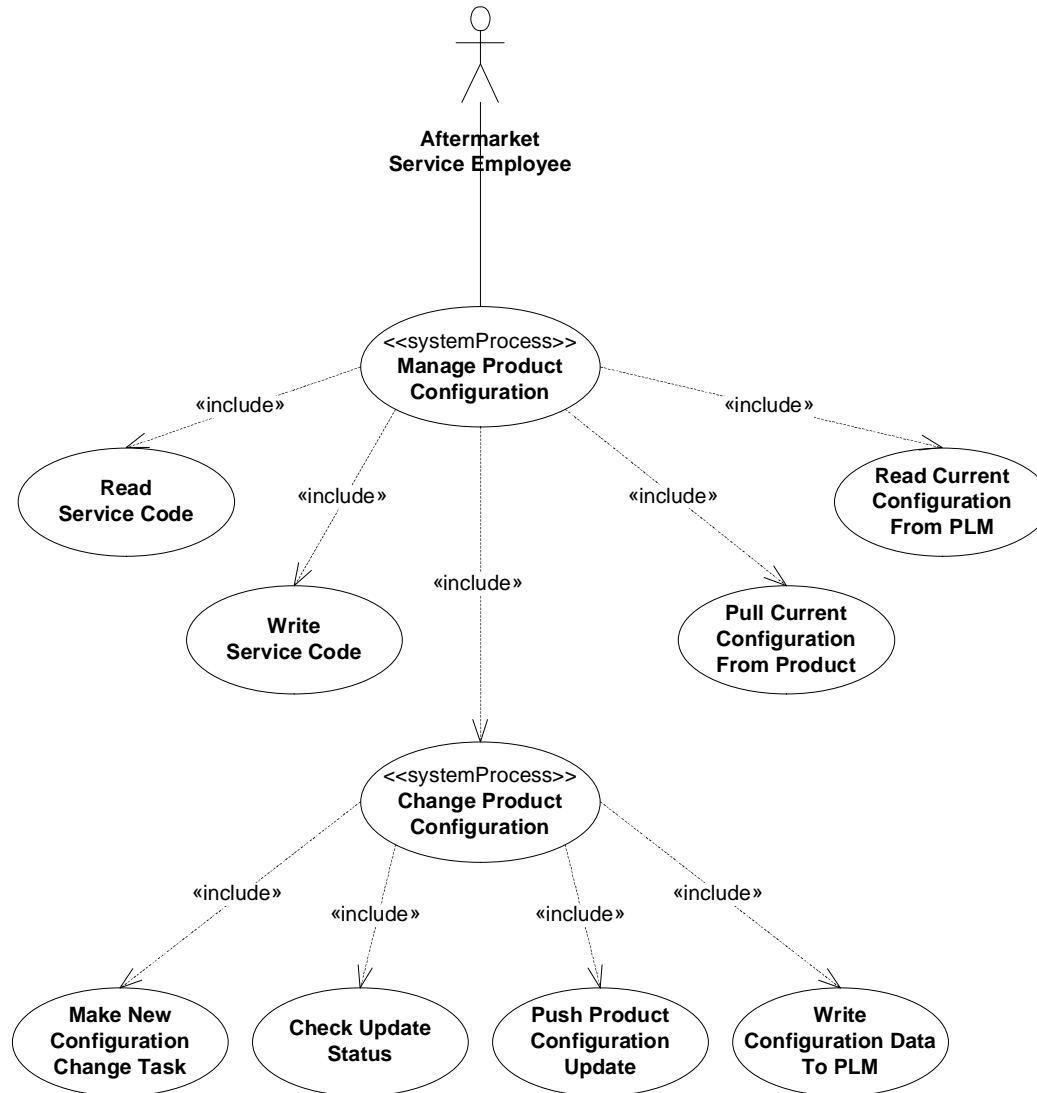 Aftermarket
Service Employee
<<systemProcess>>
Manage Product
Configuration
«include»
«include»
«include»
«include»
«include»
Read
Service Code
Read Current
Configuration
From PLM
Write
Service Code
Pull Current
Configuration
From Product
<<systemProcess>>
Change Product
Configuration
«include»
«include»
«include»
«include»
Make New
Configuration
Change Task
Check Update
Status
Push Product
Configuration
Update
Write
Configuration Data
To PLM